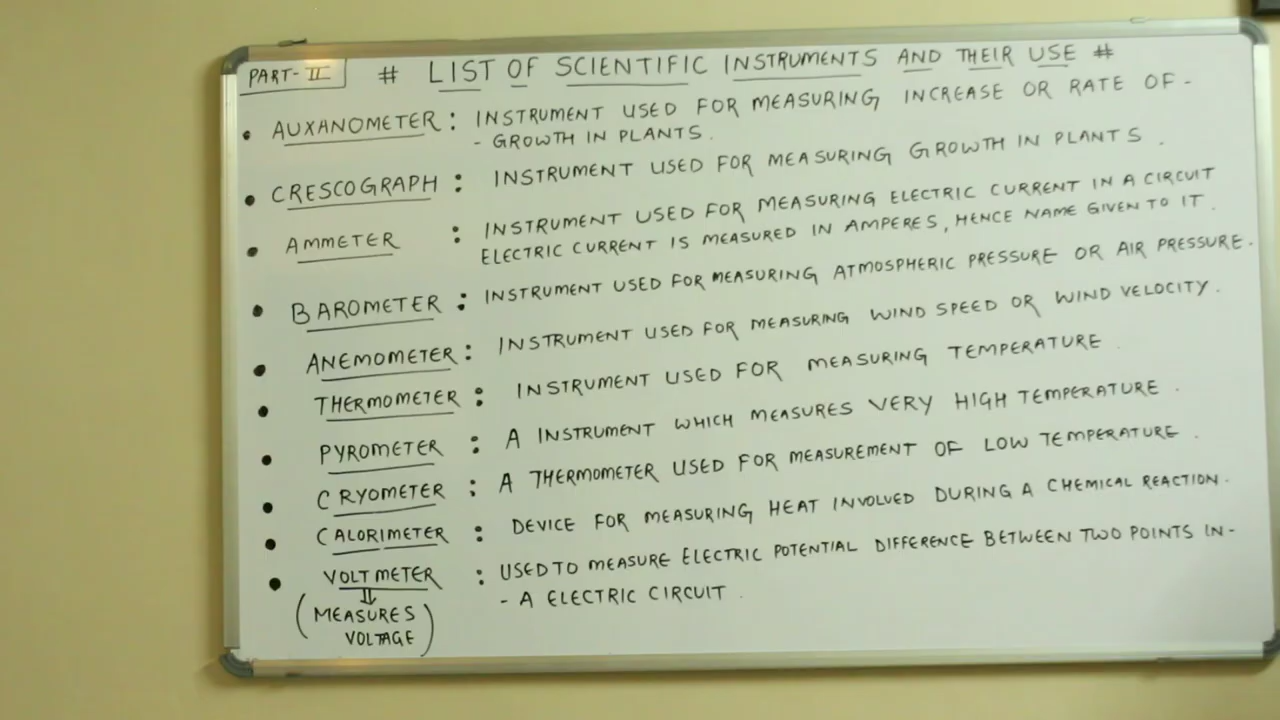 PART-II # LIST OF SCIENTIFIC INSTRUMENTS AND THEIR USE #
• AUXANOMETER : INSTRUMENT USED FOR MEASURING INCREASE OR RATE OF -
- GROWTH IN PLANTS.
• CRESCOGRAPH : INSTRUMENT USED FOR MEASURING GROWTH IN PLANTS.
• AMMETER : INSTRUMENT USED FOR MEASURING ELECTRIC CURRENT IN A CIRCUIT
ELECTRIC CURRENT IS MEASURED IN AMPERES, HENCE NAME GIVEN TO IT.
• BAROMETER : INSTRUMENT USED FOR MEASURING ATMOSPHERIC PRESSURE OR AIR PRESSURE.
• ANEMOMETER : INSTRUMENT USED FOR MEASURING WIND SPEED OR WIND VELOCITY.
• THERMOMETER : INSTRUMENT USED FOR MEASURING TEMPERATURE.
• PYROMETER : A INSTRUMENT WHICH MEASURES VERY HIGH TEMPERATURE.
• CRYOMETER : A THERMOMETER USED FOR MEASUREMENT OF LOW TEMPERATURE.
• CALORIMETER : DEVICE FOR MEASURING HEAT INVOLVED DURING A CHEMICAL REACTION.
• VOLTMETER : USED TO MEASURE ELECTRIC POTENTIAL DIFFERENCE BETWEEN TWO POINTS IN -
- A ELECTRIC CIRCUIT.
(MEASURES
VOLTAGE)